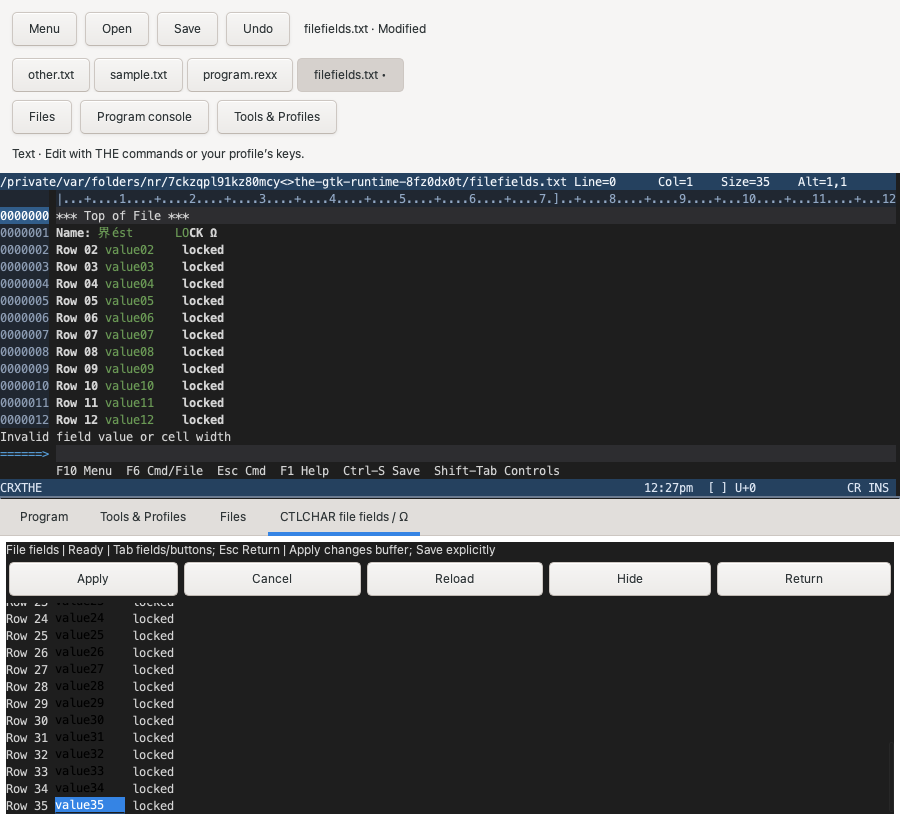 Menu Open Save Undo filefields.txt · Modified
other.txt sample.txt program.rexx filefields.txt •
Files Program console Tools & Profiles
Text · Edit with THE commands or your profile's keys.
/private/var/folders/nr/7ckzqpl91kz80mcy<>the-gtk-runtime-8fz0dx0t/filefields.txt Line=0 Col=1 Size=35 Alt=1,1
|...+....1....+....2....+....3....+....4....+....5....+....6....+....7.]..+....8....+....9....+...10....+...11....+...12
0000000 *** Top of File ***
0000001 Name: 界ést LOCK Ω
0000002 Row 02 value02 locked
0000003 Row 03 value03 locked
0000004 Row 04 value04 locked
0000005 Row 05 value05 locked
0000006 Row 06 value06 locked
0000007 Row 07 value07 locked
0000008 Row 08 value08 locked
0000009 Row 09 value09 locked
0000010 Row 10 value10 locked
0000011 Row 11 value11 locked
0000012 Row 12 value12 locked
Invalid field value or cell width
======>
F10 Menu F6 Cmd/File Esc Cmd F1 Help Ctrl-S Save Shift-Tab Controls
CRXTHE 12:27pm [ ] U+0 CR INS
Program Tools & Profiles Files CTLCHAR file fields / Ω
File fields | Ready | Tab fields/buttons; Esc Return | Apply changes buffer; Save explicitly
Apply Cancel Reload Hide Return
Row 23 value23 locked
Row 24 value24 locked
Row 25 value25 locked
Row 26 value26 locked
Row 27 value27 locked
Row 28 value28 locked
Row 29 value29 locked
Row 30 value30 locked
Row 31 value31 locked
Row 32 value32 locked
Row 33 value33 locked
Row 34 value34 locked
Row 35 value35 locked